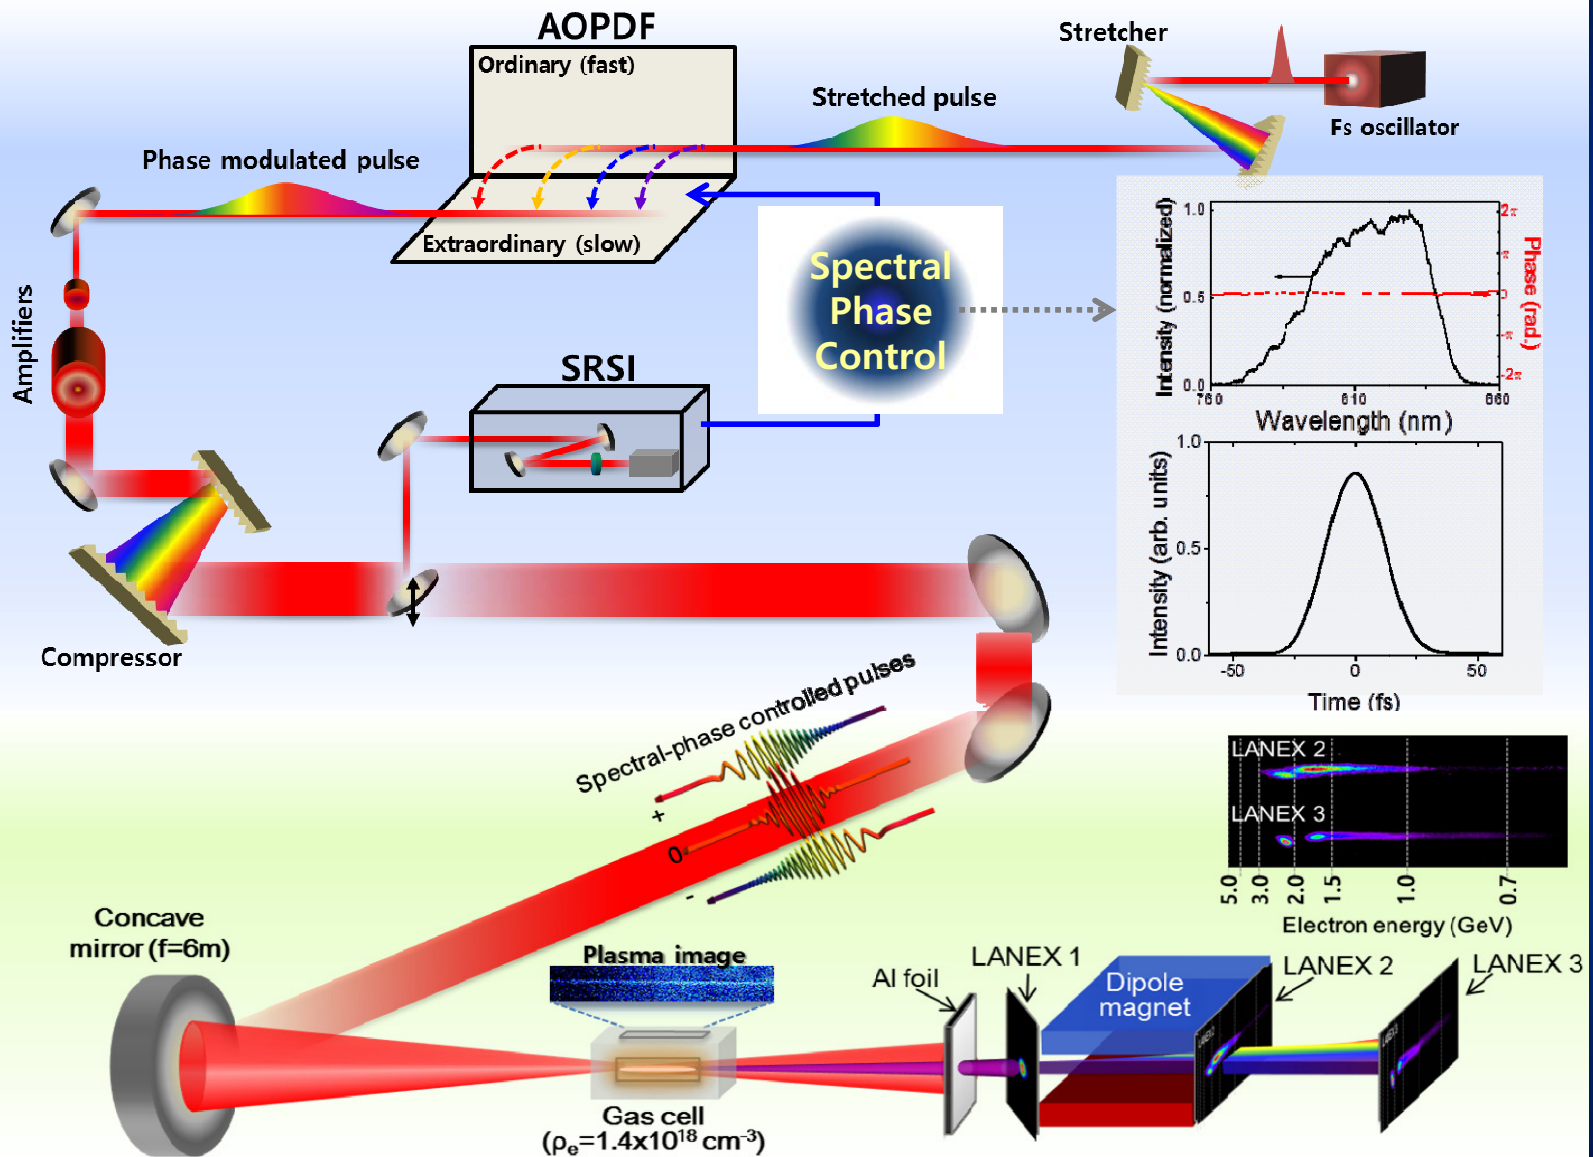 AOPDF
Ordinary (fast)
Extraordinary (slow)
Stretcher
Fs oscillator
Stretched pulse
Phase modulated pulse
Amplifiers
SRSI
Spectral
Phase
Control
Compressor
Intensity (normalized)
1.0
0.5
0.0
Phase (rad.)
2π
π
0
-π
-2π
760
810
860
Wavelength (nm)
Intensity (arb. units)
1.0
0.5
0.0
-50
0
50
Time (fs)
Spectral-phase controlled pulses
+
0
-
LANEX 2
LANEX 3
5.0
3.0
2.0
1.5
1.0
0.7
Electron energy (GeV)
Concave
mirror (f=6m)
Plasma image
Gas cell
(ρe=1.4x10¹⁸ cm⁻³)
Al foil
LANEX 1
Dipole
magnet
LANEX 2
LANEX 3